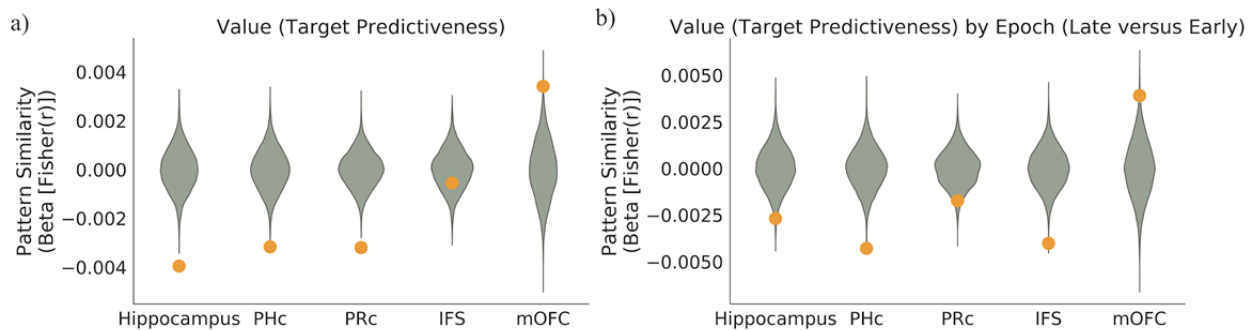 a)
Value (Target Predictiveness)
Pattern Similarity
(Beta [Fisher(r)])
0.004
0.002
0.000
−0.002
−0.004
Hippocampus PHc PRc IFS mOFC
b)
Value (Target Predictiveness) by Epoch (Late versus Early)
Pattern Similarity
(Beta [Fisher(r)])
0.0050
0.0025
0.0000
−0.0025
−0.0050
Hippocampus PHc PRc IFS mOFC